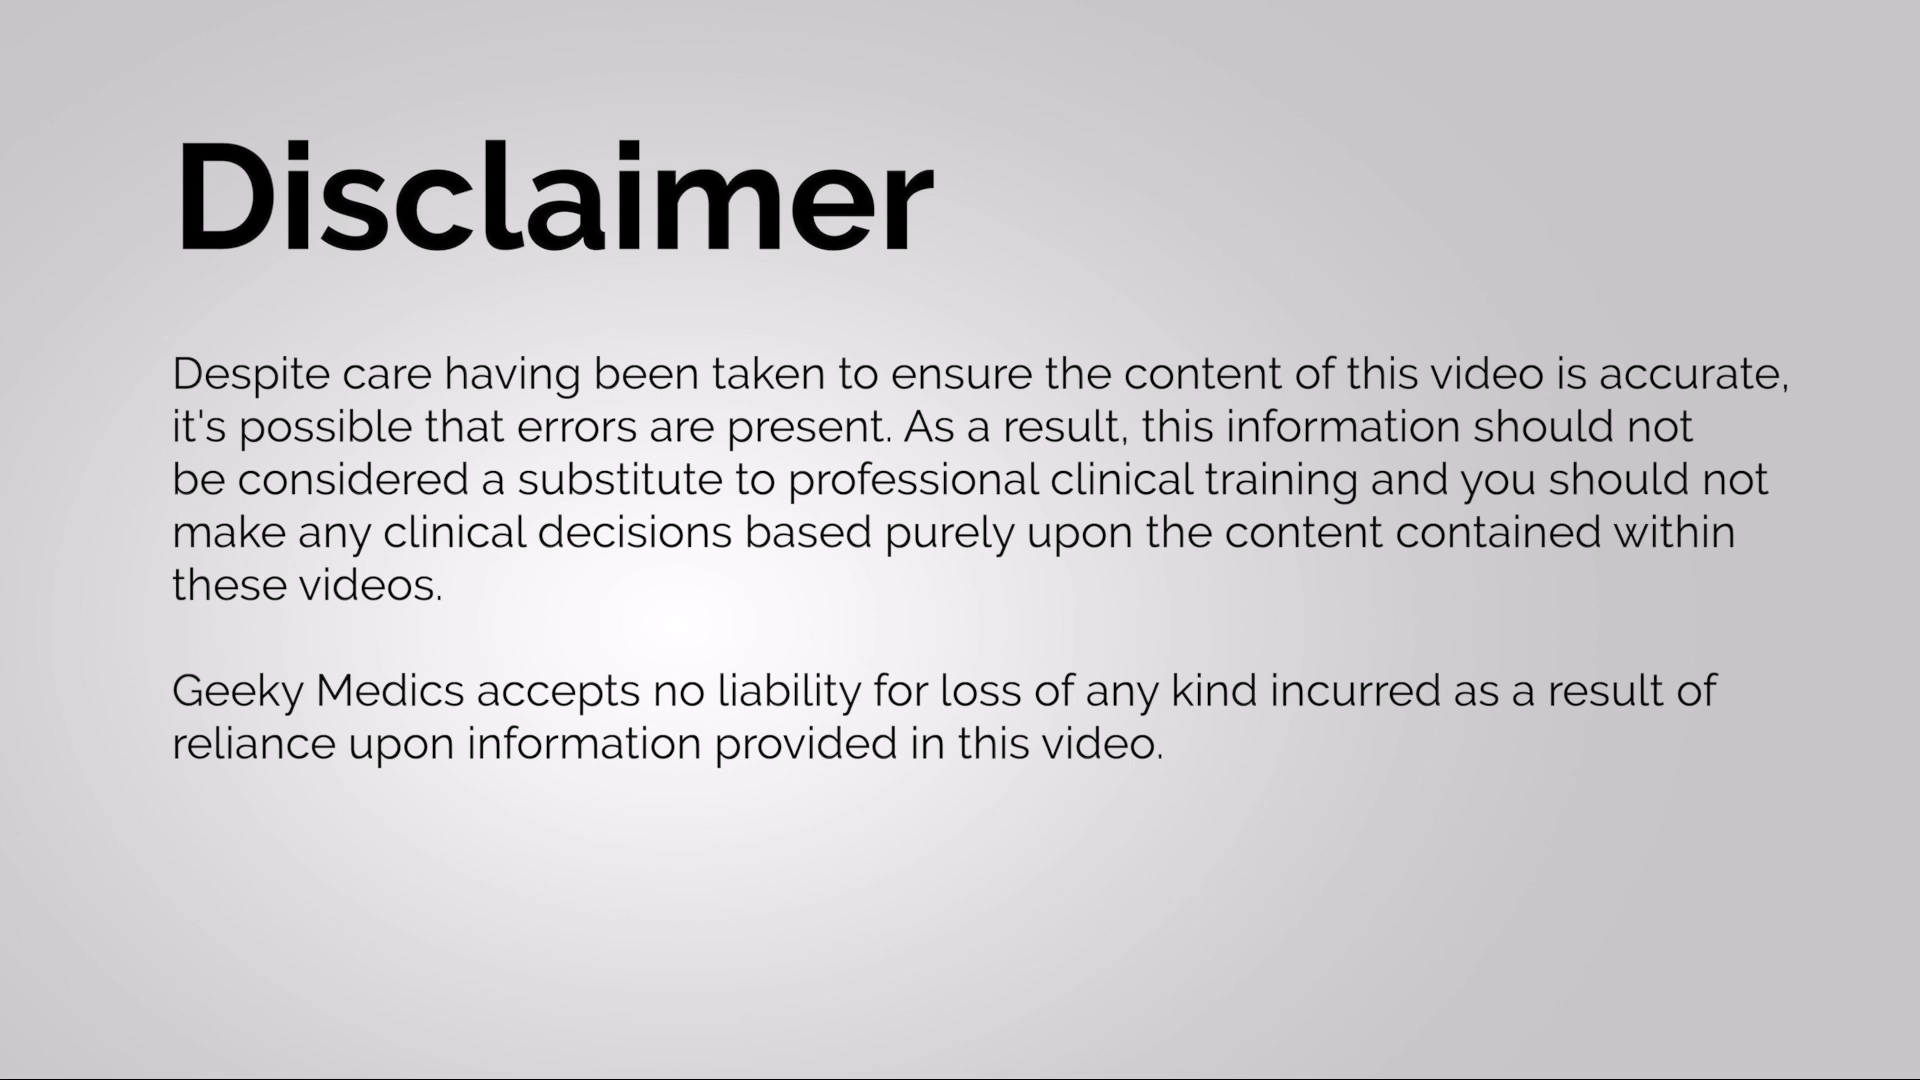 Disclaimer
Despite care having been taken to ensure the content of this video is accurate,
it's possible that errors are present. As a result, this information should not
be considered a substitute to professional clinical training and you should not
make any clinical decisions based purely upon the content contained within
these videos.
Geeky Medics accepts no liability for loss of any kind incurred as a result of
reliance upon information provided in this video.